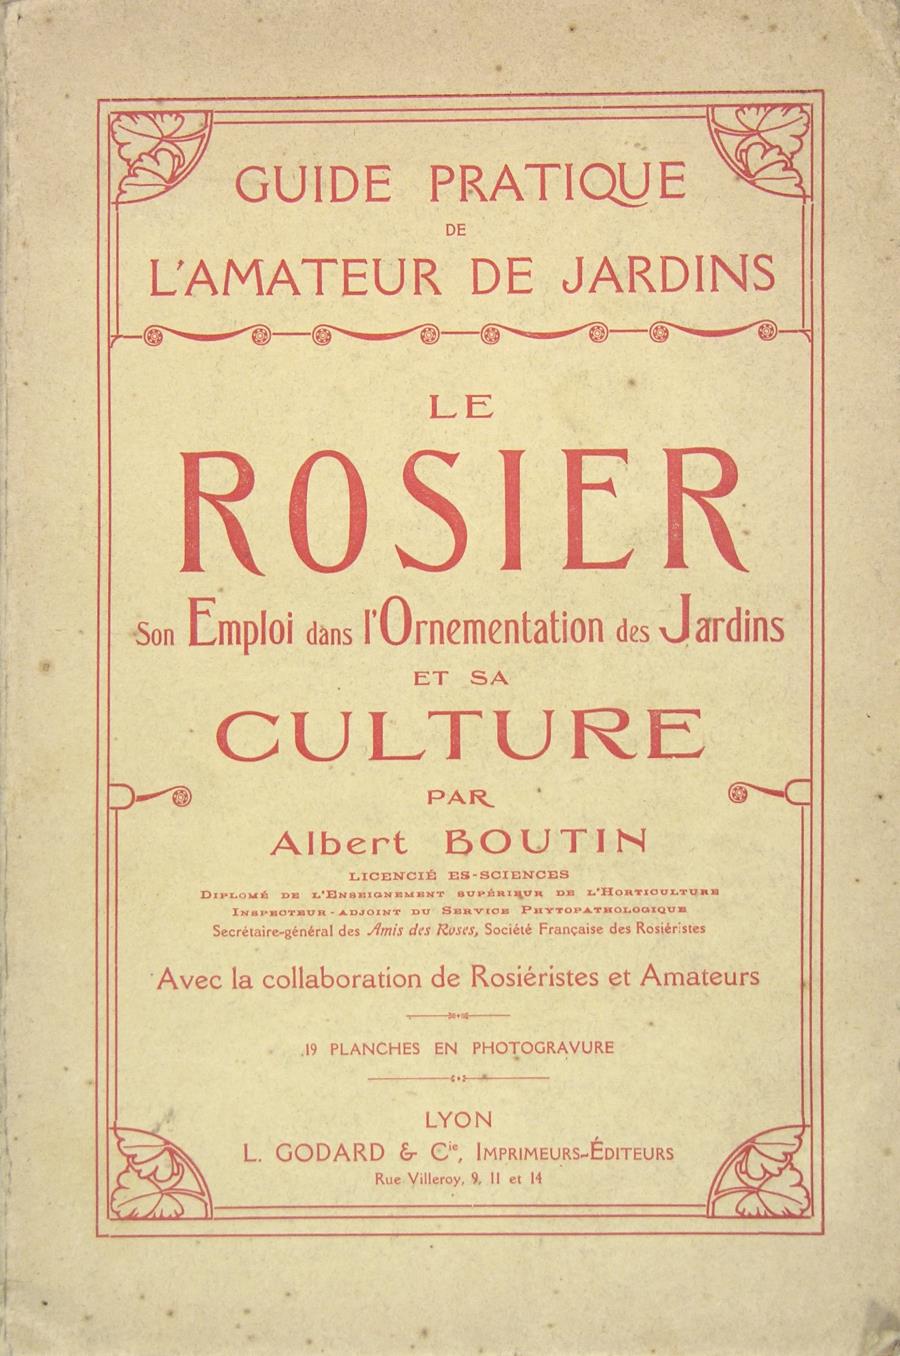 GUIDE PRATIQUE
DE
L'AMATEUR DE JARDINS
LE
ROSIER
Son Emploi dans l'Ornementation des Jardins
ET SA
CULTURE
PAR
Albert BOUTIN
LICENCIÉ ES-SCIENCES
DIPLOMÉ DE L'ENSEIGNEMENT SUPÉRIEUR DE L'HORTICULTURE
INSPECTEUR-ADJOINT DU SERVICE PHYTOPATHOLOGIQUE
Secrétaire-général des Amis des Roses, Société Française des Rosiéristes
Avec la collaboration de Rosiéristes et Amateurs
19 PLANCHES EN PHOTOGRAVURE
LYON
L. GODARD & Cie, IMPRIMEURS-ÉDITEURS
Rue Villeroy, 9, 11 et 14